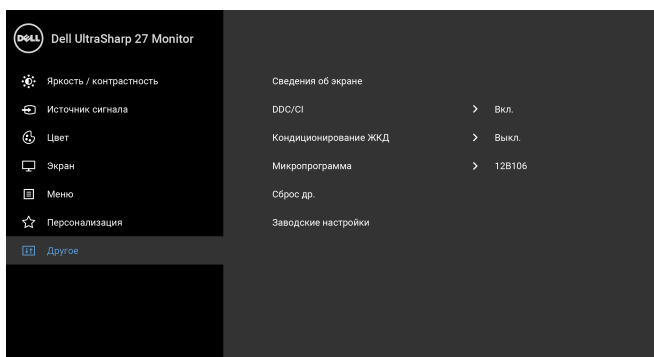 DELL Dell UltraSharp 27 Monitor
Яркость / контрастность
Сведения об экране
Источник сигнала
DDC/CI > Вкл.
Цвет
Кондиционирование ЖКД > Выкл.
Экран
Микропрограмма > 12B106
Меню
Сброс др.
Персонализация
Заводские настройки
Другое